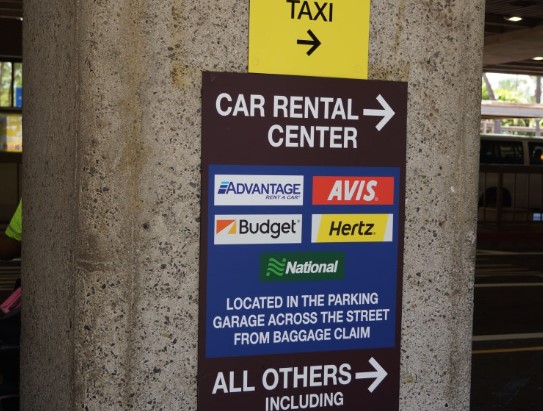 TAXI
→
CAR RENTAL →
CENTER
ADVANTAGE
RENT A CAR
AVIS
Budget
Hertz
National
LOCATED IN THE PARKING
GARAGE ACROSS THE STREET
FROM BAGGAGE CLAIM
ALL OTHERS →
INCLUDING